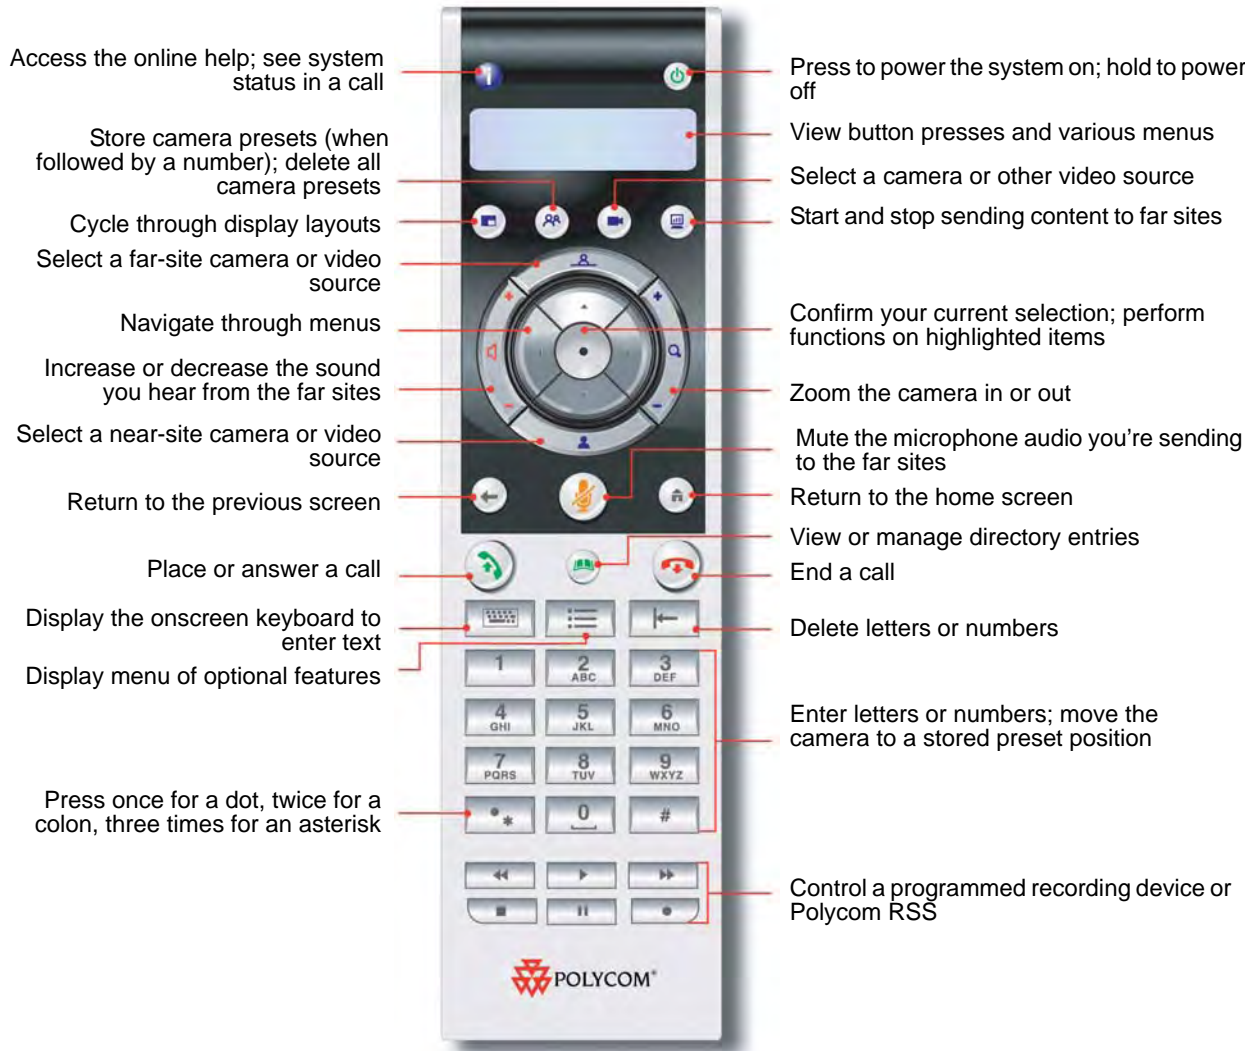 Access the online help; see system
status in a call
Press to power the system on; hold to power
off
Store camera presets (when
followed by a number); delete all
camera presets
View button presses and various menus
Select a camera or other video source
Cycle through display layouts
Start and stop sending content to far sites
Select a far-site camera or video
source
Navigate through menus
Confirm your current selection; perform
functions on highlighted items
Increase or decrease the sound
you hear from the far sites
Zoom the camera in or out
Select a near-site camera or video
source
Mute the microphone audio you're sending
to the far sites
Return to the previous screen
Return to the home screen
View or manage directory entries
Place or answer a call
End a call
Display the onscreen keyboard to
enter text
Delete letters or numbers
Display menu of optional features
Enter letters or numbers; move the
camera to a stored preset position
Press once for a dot, twice for a
colon, three times for an asterisk
Control a programmed recording device or
Polycom RSS
i
+ +
- -
1 2 3
ABC DEF
4 5 6
GHI JKL MNO
7 8 9
PQRS TUV WXYZ
• * 0 #
POLYCOM®